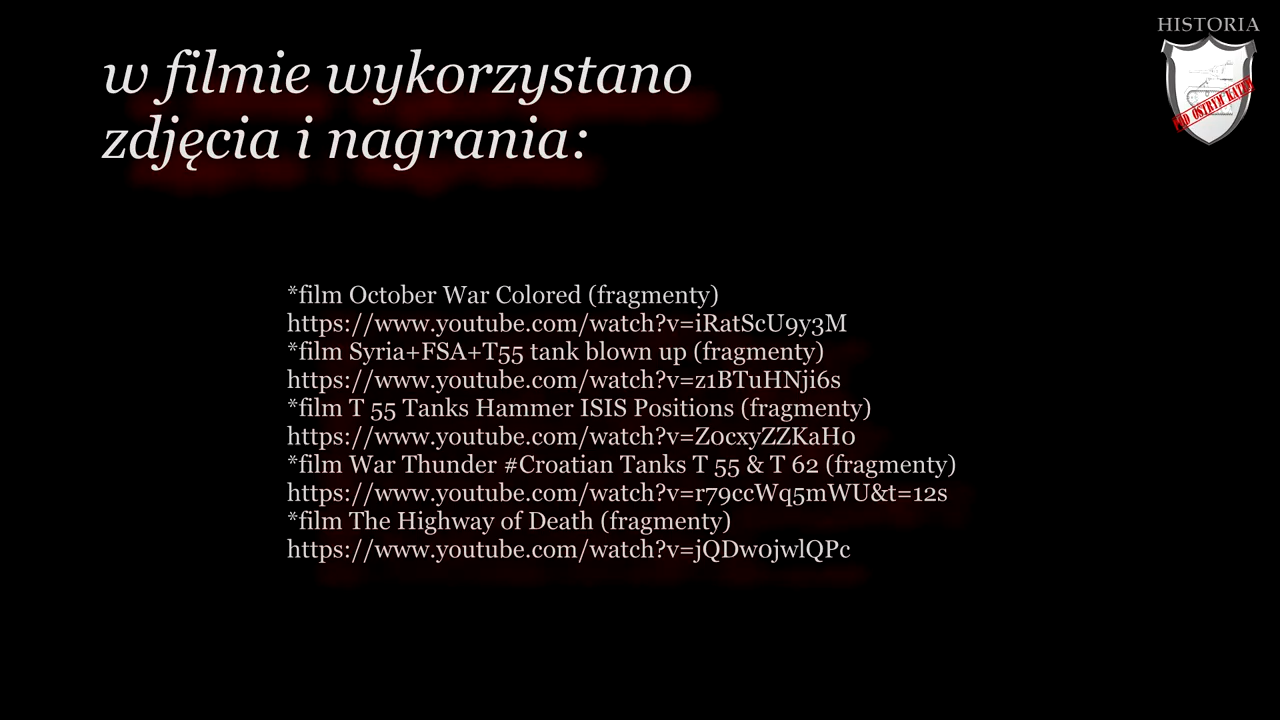 HISTORIA
POD OSTRYM KĄTEM
w filmie wykorzystano
zdjęcia i nagrania:
*film October War Colored (fragmenty)
https://www.youtube.com/watch?v=iRatScU9y3M
*film Syria+FSA+T55 tank blown up (fragmenty)
https://www.youtube.com/watch?v=z1BTuHNji6s
*film T 55 Tanks Hammer ISIS Positions (fragmenty)
https://www.youtube.com/watch?v=Z0cxyZZKaH0
*film War Thunder #Croatian Tanks T 55 & T 62 (fragmenty)
https://www.youtube.com/watch?v=r79ccWq5mWU&t=12s
*film The Highway of Death (fragmenty)
https://www.youtube.com/watch?v=jQDw0jwlQPc